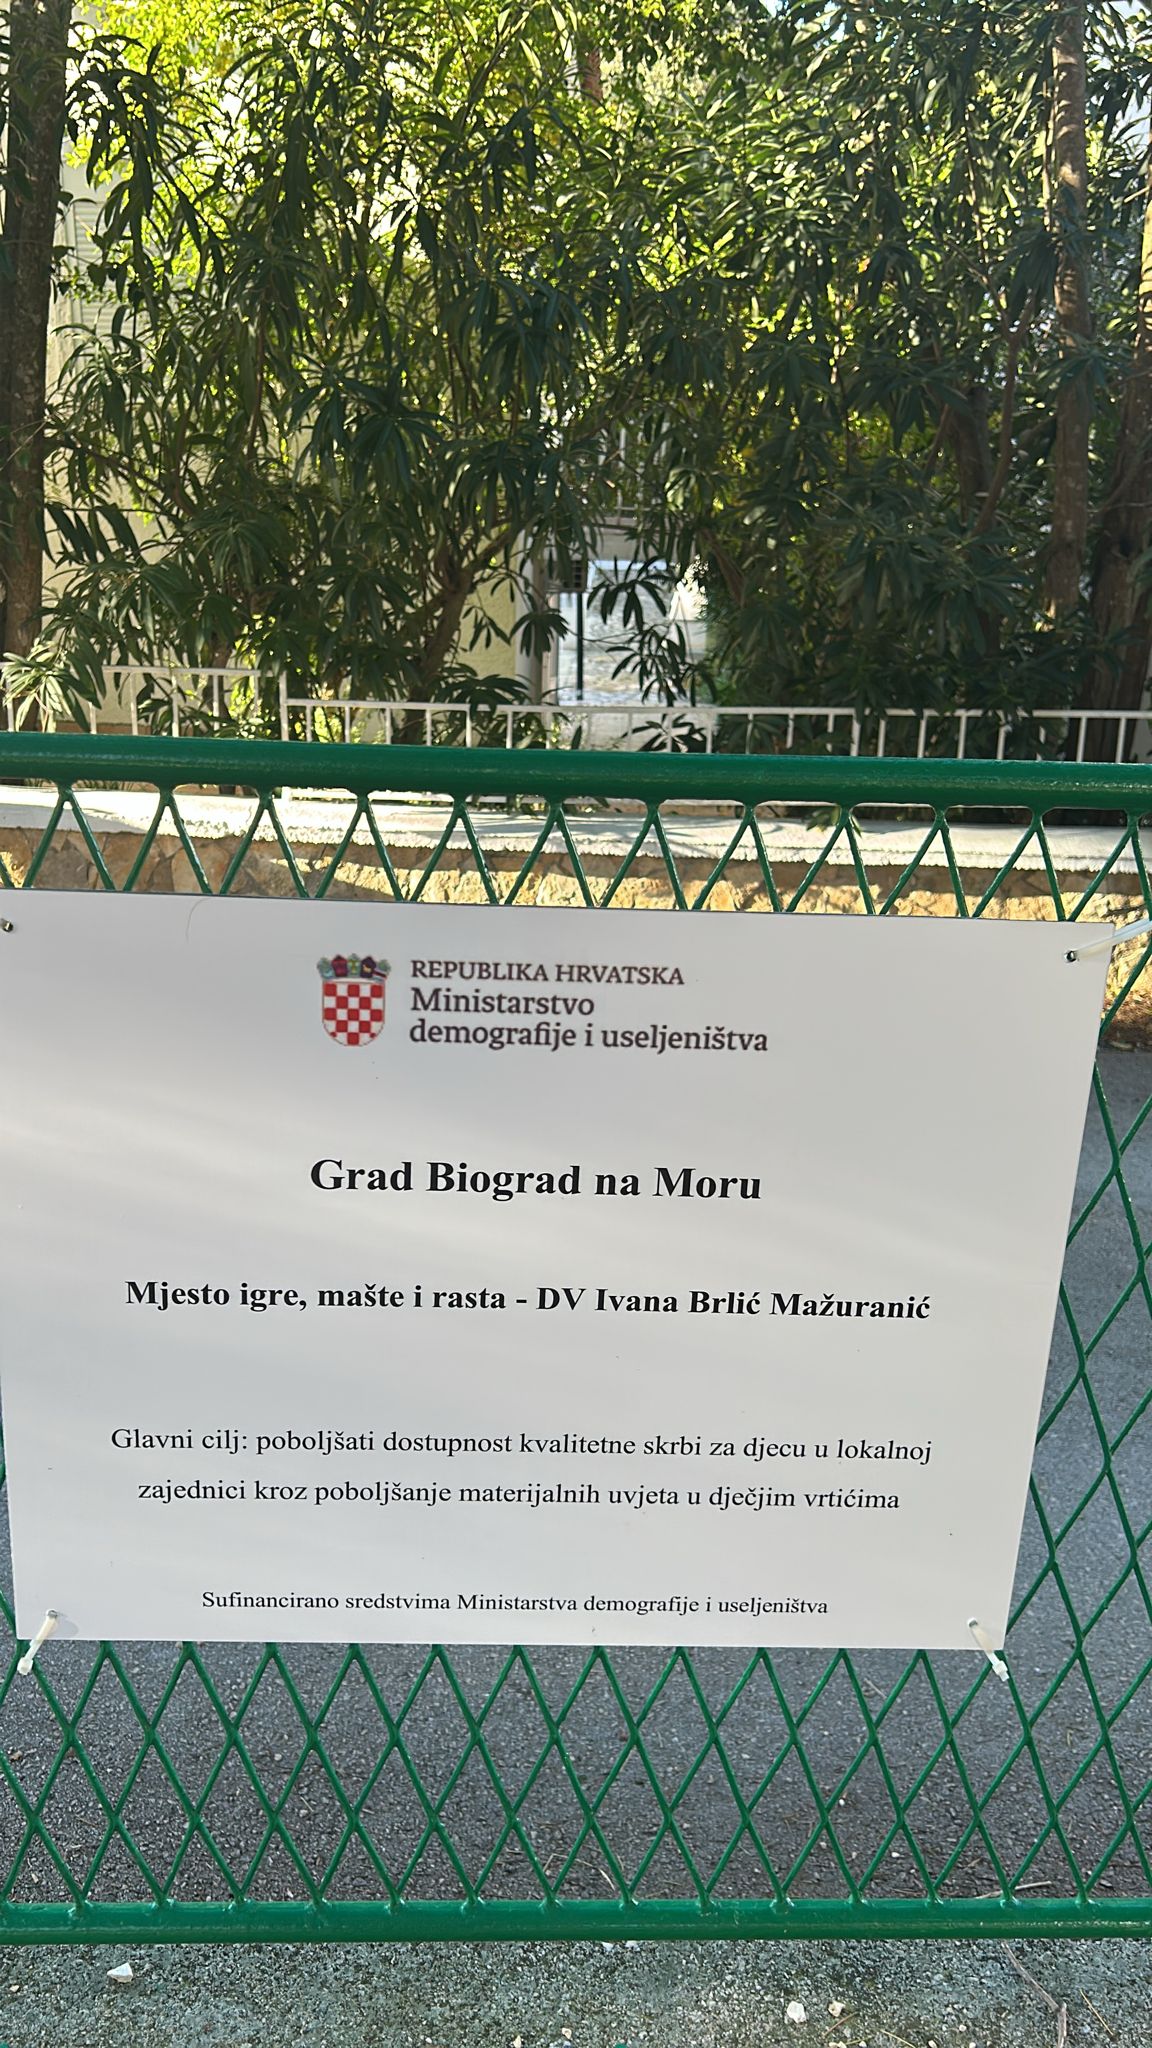 REPUBLIKA HRVATSKA
Ministarstvo
demografije i useljeništva
Grad Biograd na Moru
Mjesto igre, mašte i rasta - DV Ivana Brlić Mažuranić
Glavni cilj: poboljšati dostupnost kvalitetne skrbi za djecu u lokalnoj
zajednici kroz poboljšanje materijalnih uvjeta u dječjim vrtićima
Sufinancirano sredstvima Ministarstva demografije i useljeništva